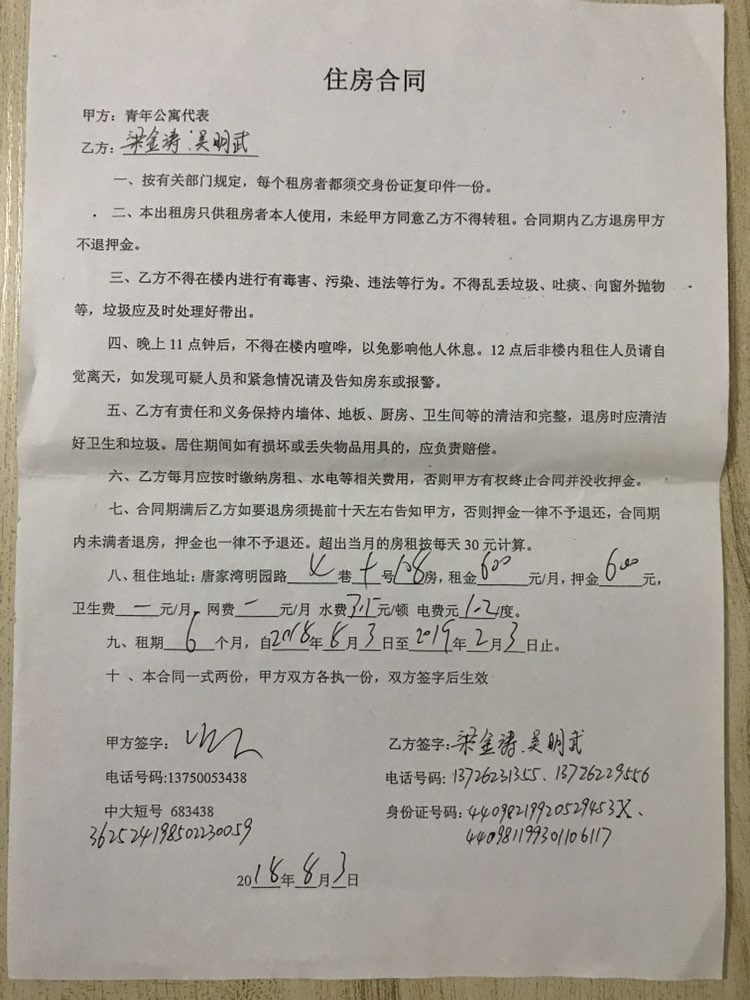 住房合同
甲方：青年公寓代表
乙方：梁金涛.吴明武
一、按有关部门规定，每个租房者都须交身份证复印件一份。
二、本出租房只供租房者本人使用，未经甲方同意乙方不得转租。合同期内乙方退房甲方
不退押金。
三、乙方不得在楼内进行有毒害、污染、违法等行为。不得乱丢垃圾、吐痰、向窗外抛物
等，垃圾应及时处理好带出。
四、晚上 11 点钟后，不得在楼内喧哗，以免影响他人休息。12 点后非楼内租住人员请自
觉离天，如发现可疑人员和紧急情况请及告知房东或报警。
五、乙方有责任和义务保持内墙体、地板、厨房、卫生间等的清洁和完整，退房时应清洁
好卫生和垃圾。居住期间如有损坏或丢失物品用具的，应负责赔偿。
六、乙方每月应按时缴纳房租、水电等相关费用，否则甲方有权终止合同并没收押金。
七、合同期满后乙方如要退房须提前十天左右告知甲方，否则押金一律不予退还，合同期
内未满者退房，押金也一律不予退还。超出当月的房租按每天 30 元计算。
八、租住地址：唐家湾明园路 巷十号108房，租金600元/月，押金600元，
卫生费一元/月，网费一元/月 水费3.5元/顿 电费元1.2/度。
九、租期6个月，自2018年8月3日至2019年2月3日止。
十 、本合同一式两份，甲方双方各执一份，双方签字后生效
甲方签字： 乙方签字：梁金涛.吴明武
电话号码:13750053438 电话号码：13726231355、13726229556
中大短号 683438 身份证号码：44098219920529453X、
362524198502230059 440981199301106117
2018年8月3日